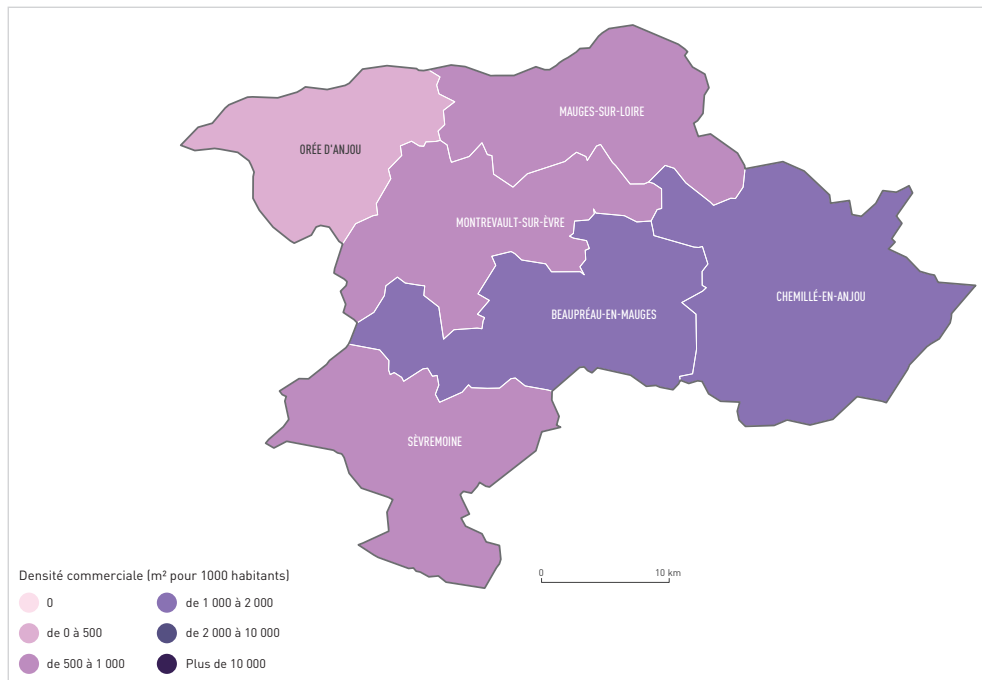 MAUGES-SUR-LOIRE
ORÉE D'ANJOU
MONTREVAULT-SUR-ÈVRE
CHEMILLÉ-EN-ANJOU
BEAUPRÉAU-EN-MAUGES
SÈVREMOINE
Densité commerciale (m² pour 1000 habitants)
0
de 0 à 500
de 500 à 1 000
de 1 000 à 2 000
de 2 000 à 10 000
Plus de 10 000
0 10 km